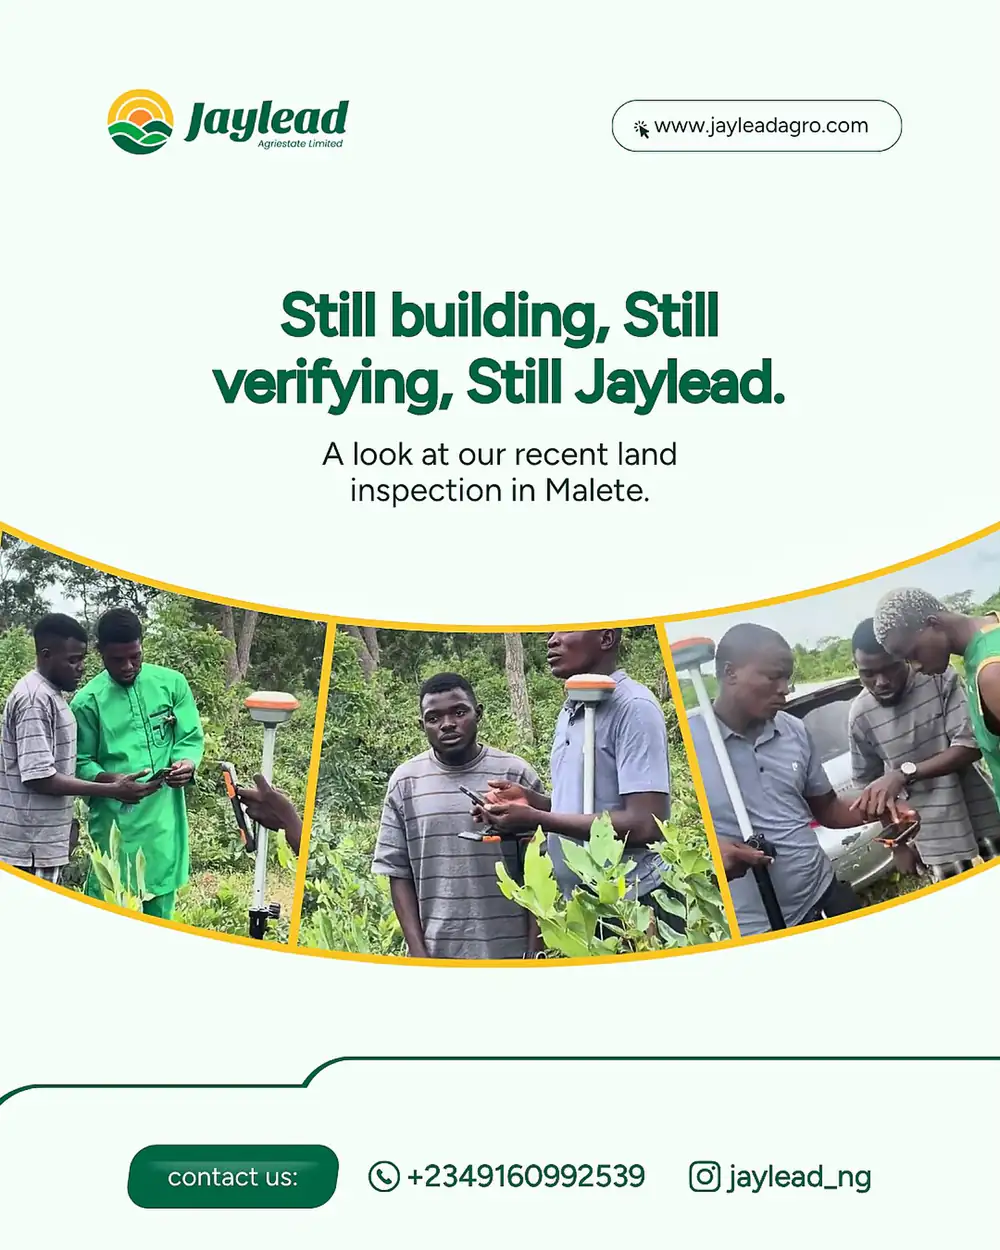 Jaylead
Agriestate Limited
www.jayleadagro.com
Still building, Still
verifying, Still Jaylead.
A look at our recent land
inspection in Malete.
contact us:
+2349160992539
jaylead_ng